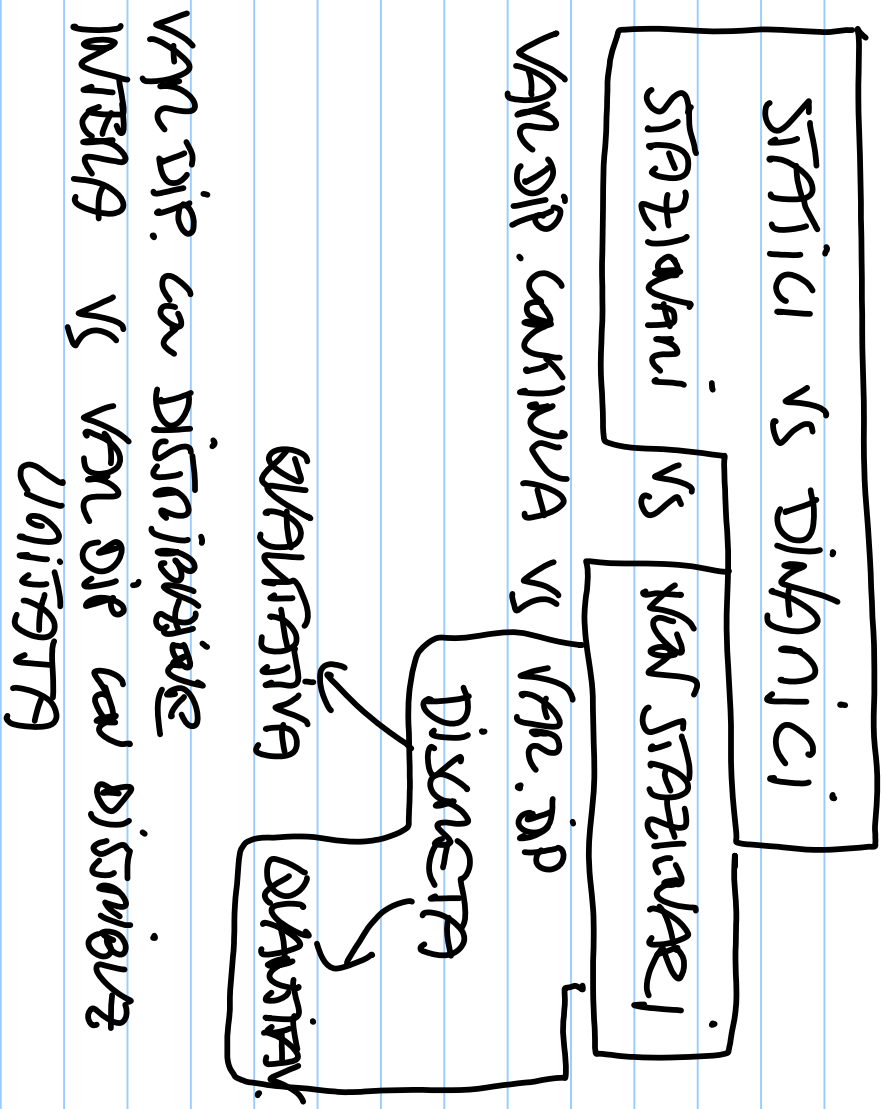 STATICI VS DINAMICI
STAZIONARI VS NON STAZIONARI
VAR. DIP. CONTINUA VS VAR. DIP
DISCRETA
QUALITATIVA QUANTITAV.
VAR DIP. CON DISTRIBUZIONE
INTERA VS VAR DIP CON DISTRIBUZ
LIMITATA